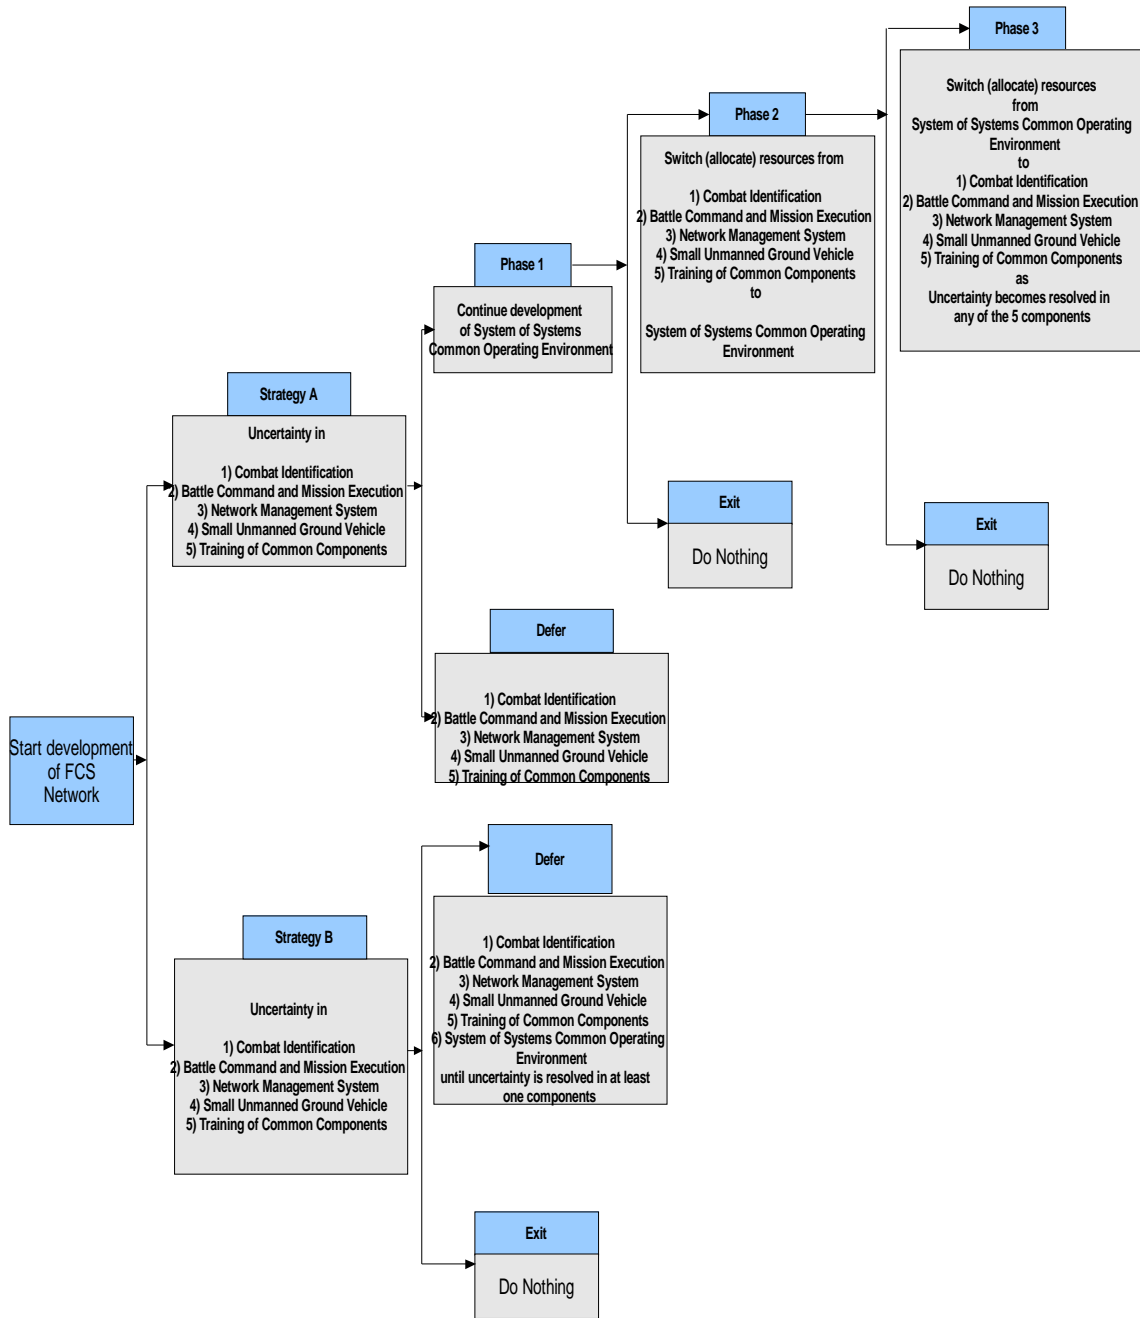 Phase 3
Switch (allocate) resources
from
System of Systems Common Operating
Environment
to
1) Combat Identification
2) Battle Command and Mission Execution
3) Network Management System
4) Small Unmanned Ground Vehicle
5) Training of Common Components
as
Uncertainty becomes resolved in
any of the 5 components
Phase 2
Switch (allocate) resources from
1) Combat Identification
2) Battle Command and Mission Execution
3) Network Management System
4) Small Unmanned Ground Vehicle
5) Training of Common Components
to
System of Systems Common Operating
Environment
Phase 1
Continue development
of System of Systems
Common Operating Environment
Strategy A
Uncertainty in
1) Combat Identification
2) Battle Command and Mission Execution
3) Network Management System
4) Small Unmanned Ground Vehicle
5) Training of Common Components
Exit
Do Nothing
Exit
Do Nothing
Defer
1) Combat Identification
2) Battle Command and Mission Execution
3) Network Management System
4) Small Unmanned Ground Vehicle
5) Training of Common Components
Start development
of FCS
Network
Defer
1) Combat Identification
2) Battle Command and Mission Execution
3) Network Management System
4) Small Unmanned Ground Vehicle
5) Training of Common Components
6) System of Systems Common Operating
Environment
until uncertainty is resolved in at least
one components
Strategy B
Uncertainty in
1) Combat Identification
2) Battle Command and Mission Execution
3) Network Management System
4) Small Unmanned Ground Vehicle
5) Training of Common Components
Exit
Do Nothing